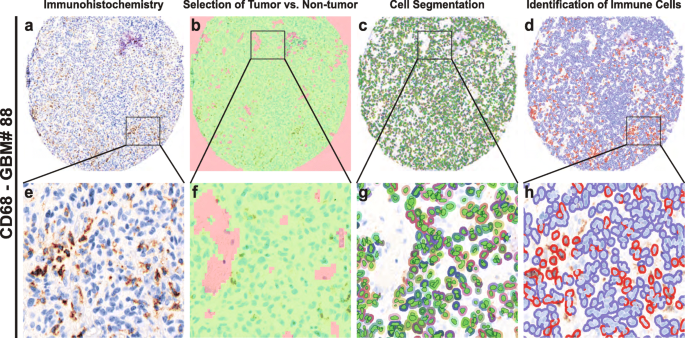 Immunohistochemistry
Selection of Tumor vs. Non-tumor
Cell Segmentation
Identification of Immune Cells
CD68 - GBM# 88
a
b
c
d
e
f
g
h